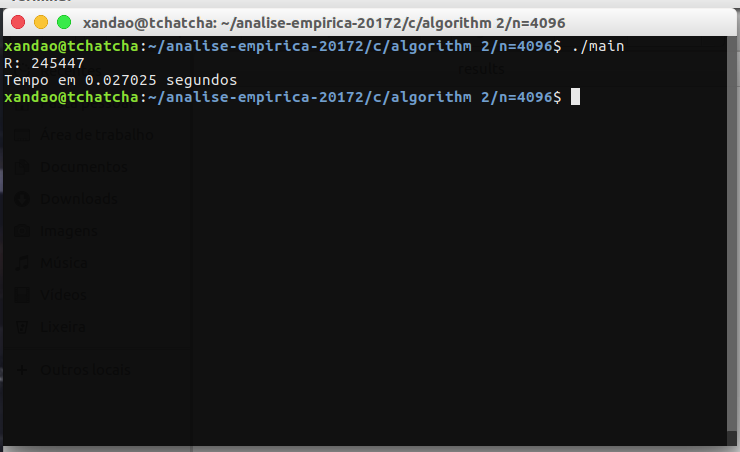 xandao@tchatcha: ~/analise-empirica-20172/c/algorithm 2/n=4096
xandao@tchatcha:~/analise-empirica-20172/c/algorithm 2/n=4096$ ./main
R: 245447
Tempo em 0.027025 segundos
xandao@tchatcha:~/analise-empirica-20172/c/algorithm 2/n=4096$
results
Área de trabalho
Documentos
Downloads
Imagens
Música
Vídeos
Lixeira
+ Outros locais